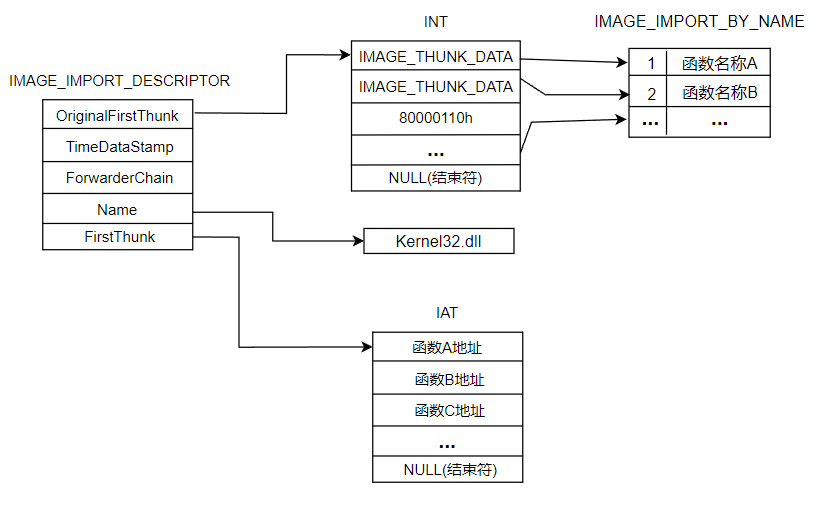 INT
IMAGE_IMPORT_BY_NAME
IMAGE_THUNK_DATA
1 函数名称A
IMAGE_IMPORT_DESCRIPTOR
IMAGE_THUNK_DATA
2 函数名称B
OriginalFirstThunk
80000110h
... ...
TimeDataStamp
...
ForwarderChain
NULL(结束符)
Name
Kernel32.dll
FirstThunk
IAT
函数A地址
函数B地址
函数C地址
...
NULL(结束符)